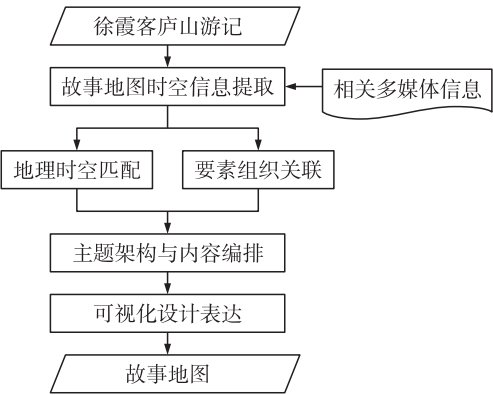 徐霞客庐山游记
故事地图时空信息提取
相关多媒体信息
地理时空匹配
要素组织关联
主题架构与内容编排
可视化设计表达
故事地图